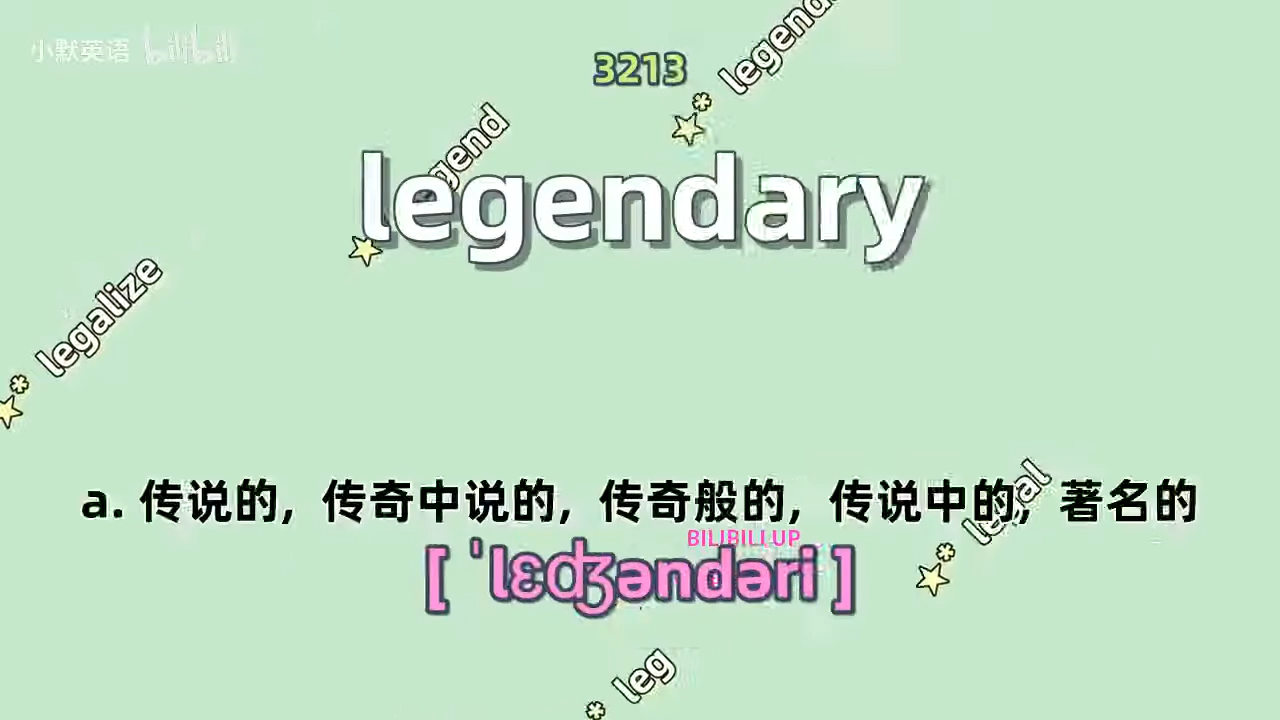 小默英语 bilibili
3213
legend
legendary
legalize
a. 传说的, 传奇中说的, 传奇般的, 传说中的, 著名的
legal
BILIBILI UP
[ ˈlɛʤəndəri ]
leg